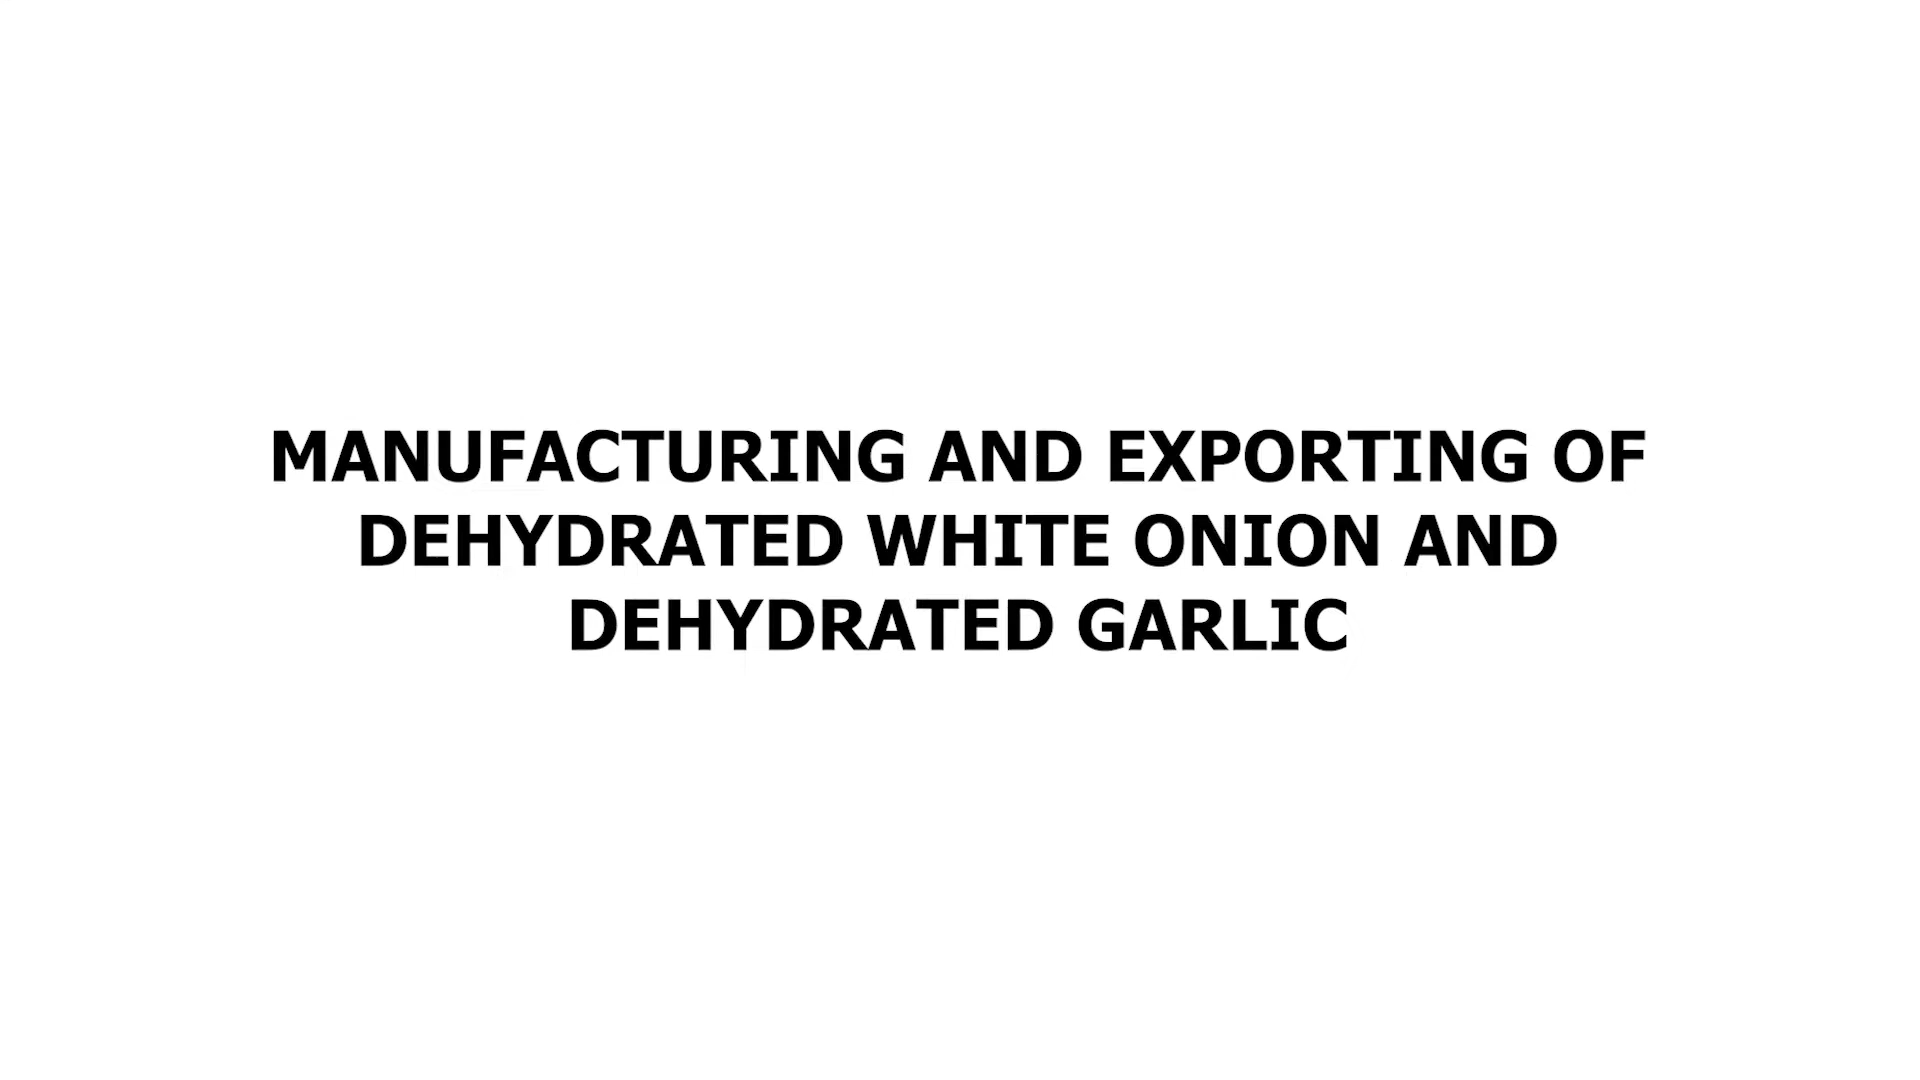 MANUFACTURING AND EXPORTING OF
DEHYDRATED WHITE ONION AND
DEHYDRATED GARLIC